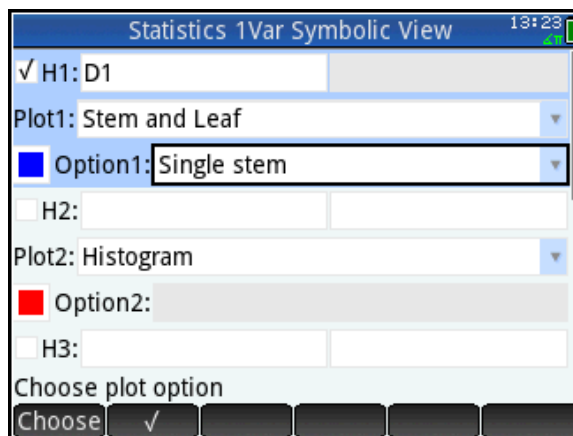 Statistics 1Var Symbolic View 13:23
∠π
√ H1: D1
Plot1: Stem and Leaf
Option1: Single stem
H2:
Plot2: Histogram
Option2:
H3:
Choose plot option
Choose √